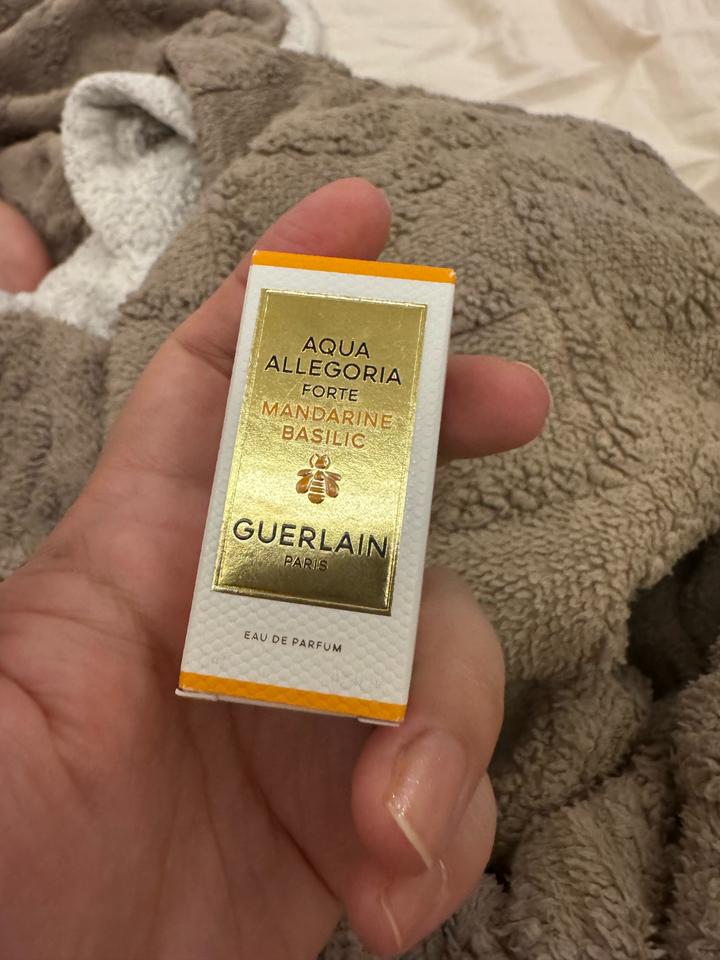 AQUA
ALLEGORIA
FORTE
MANDARINE
BASILIC
GUERLAIN
PARIS
EAU DE PARFUM